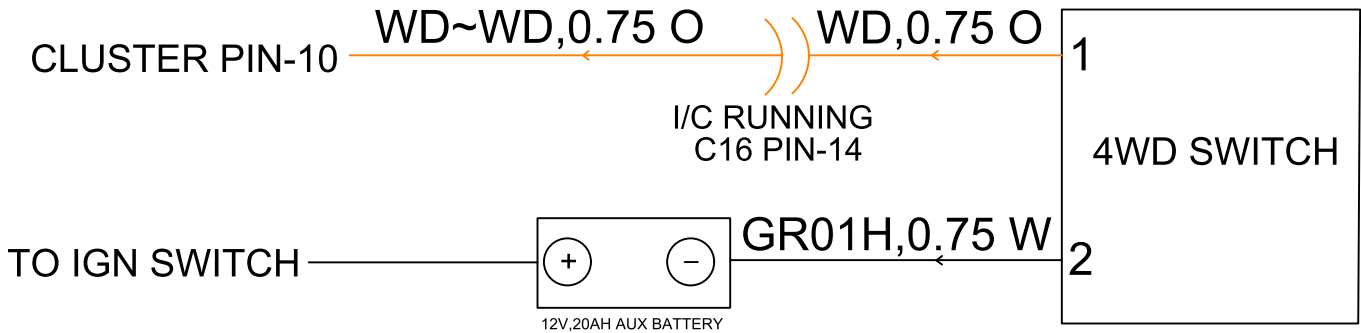 WD~WD,0.75 O
WD,0.75 O
CLUSTER PIN-10
1
I/C RUNNING
C16 PIN-14
4WD SWITCH
GR01H,0.75 W
TO IGN SWITCH
+
−
2
12V,20AH AUX BATTERY